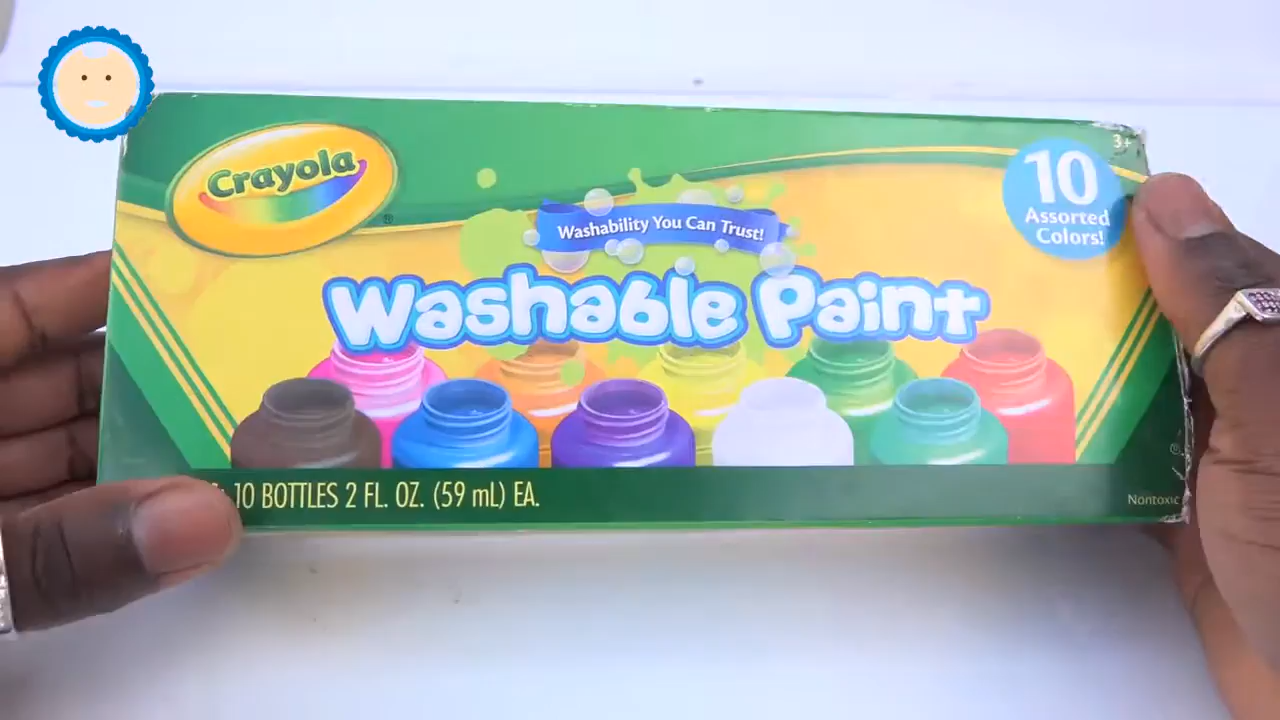 Crayola
®
3+
10
Assorted
Colors!
Washability You Can Trust!
Washable Paint
10 BOTTLES 2 FL. OZ. (59 mL) EA.
Nontoxic